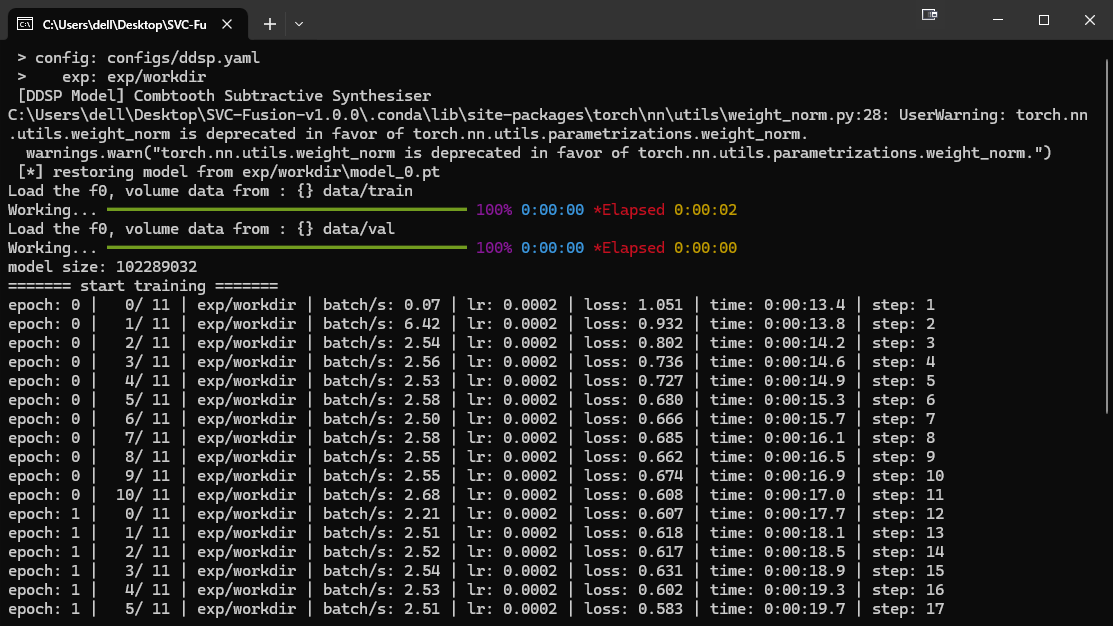 C:\Users\dell\Desktop\SVC-Fu
> config: configs/ddsp.yaml
>    exp: exp/workdir
[DDSP Model] Combtooth Subtractive Synthesiser
C:\Users\dell\Desktop\SVC-Fusion-v1.0.0\.conda\lib\site-packages\torch\nn\utils\weight_norm.py:28: UserWarning: torch.nn
.utils.weight_norm is deprecated in favor of torch.nn.utils.parametrizations.weight_norm.
  warnings.warn("torch.nn.utils.weight_norm is deprecated in favor of torch.nn.utils.parametrizations.weight_norm.")
[*] restoring model from exp/workdir\model_0.pt
Load the f0, volume data from : {} data/train
Working... 100% 0:00:00 *Elapsed 0:00:02
Load the f0, volume data from : {} data/val
Working... 100% 0:00:00 *Elapsed 0:00:00
model size: 102289032
======= start training =======
epoch: 0 |   0/ 11 | exp/workdir | batch/s: 0.07 | lr: 0.0002 | loss: 1.051 | time: 0:00:13.4 | step: 1
epoch: 0 |   1/ 11 | exp/workdir | batch/s: 6.42 | lr: 0.0002 | loss: 0.932 | time: 0:00:13.8 | step: 2
epoch: 0 |   2/ 11 | exp/workdir | batch/s: 2.54 | lr: 0.0002 | loss: 0.802 | time: 0:00:14.2 | step: 3
epoch: 0 |   3/ 11 | exp/workdir | batch/s: 2.56 | lr: 0.0002 | loss: 0.736 | time: 0:00:14.6 | step: 4
epoch: 0 |   4/ 11 | exp/workdir | batch/s: 2.53 | lr: 0.0002 | loss: 0.727 | time: 0:00:14.9 | step: 5
epoch: 0 |   5/ 11 | exp/workdir | batch/s: 2.58 | lr: 0.0002 | loss: 0.680 | time: 0:00:15.3 | step: 6
epoch: 0 |   6/ 11 | exp/workdir | batch/s: 2.50 | lr: 0.0002 | loss: 0.666 | time: 0:00:15.7 | step: 7
epoch: 0 |   7/ 11 | exp/workdir | batch/s: 2.58 | lr: 0.0002 | loss: 0.685 | time: 0:00:16.1 | step: 8
epoch: 0 |   8/ 11 | exp/workdir | batch/s: 2.55 | lr: 0.0002 | loss: 0.662 | time: 0:00:16.5 | step: 9
epoch: 0 |   9/ 11 | exp/workdir | batch/s: 2.55 | lr: 0.0002 | loss: 0.674 | time: 0:00:16.9 | step: 10
epoch: 0 |  10/ 11 | exp/workdir | batch/s: 2.68 | lr: 0.0002 | loss: 0.608 | time: 0:00:17.0 | step: 11
epoch: 1 |   0/ 11 | exp/workdir | batch/s: 2.21 | lr: 0.0002 | loss: 0.607 | time: 0:00:17.7 | step: 12
epoch: 1 |   1/ 11 | exp/workdir | batch/s: 2.51 | lr: 0.0002 | loss: 0.618 | time: 0:00:18.1 | step: 13
epoch: 1 |   2/ 11 | exp/workdir | batch/s: 2.52 | lr: 0.0002 | loss: 0.617 | time: 0:00:18.5 | step: 14
epoch: 1 |   3/ 11 | exp/workdir | batch/s: 2.54 | lr: 0.0002 | loss: 0.631 | time: 0:00:18.9 | step: 15
epoch: 1 |   4/ 11 | exp/workdir | batch/s: 2.53 | lr: 0.0002 | loss: 0.602 | time: 0:00:19.3 | step: 16
epoch: 1 |   5/ 11 | exp/workdir | batch/s: 2.51 | lr: 0.0002 | loss: 0.583 | time: 0:00:19.7 | step: 17